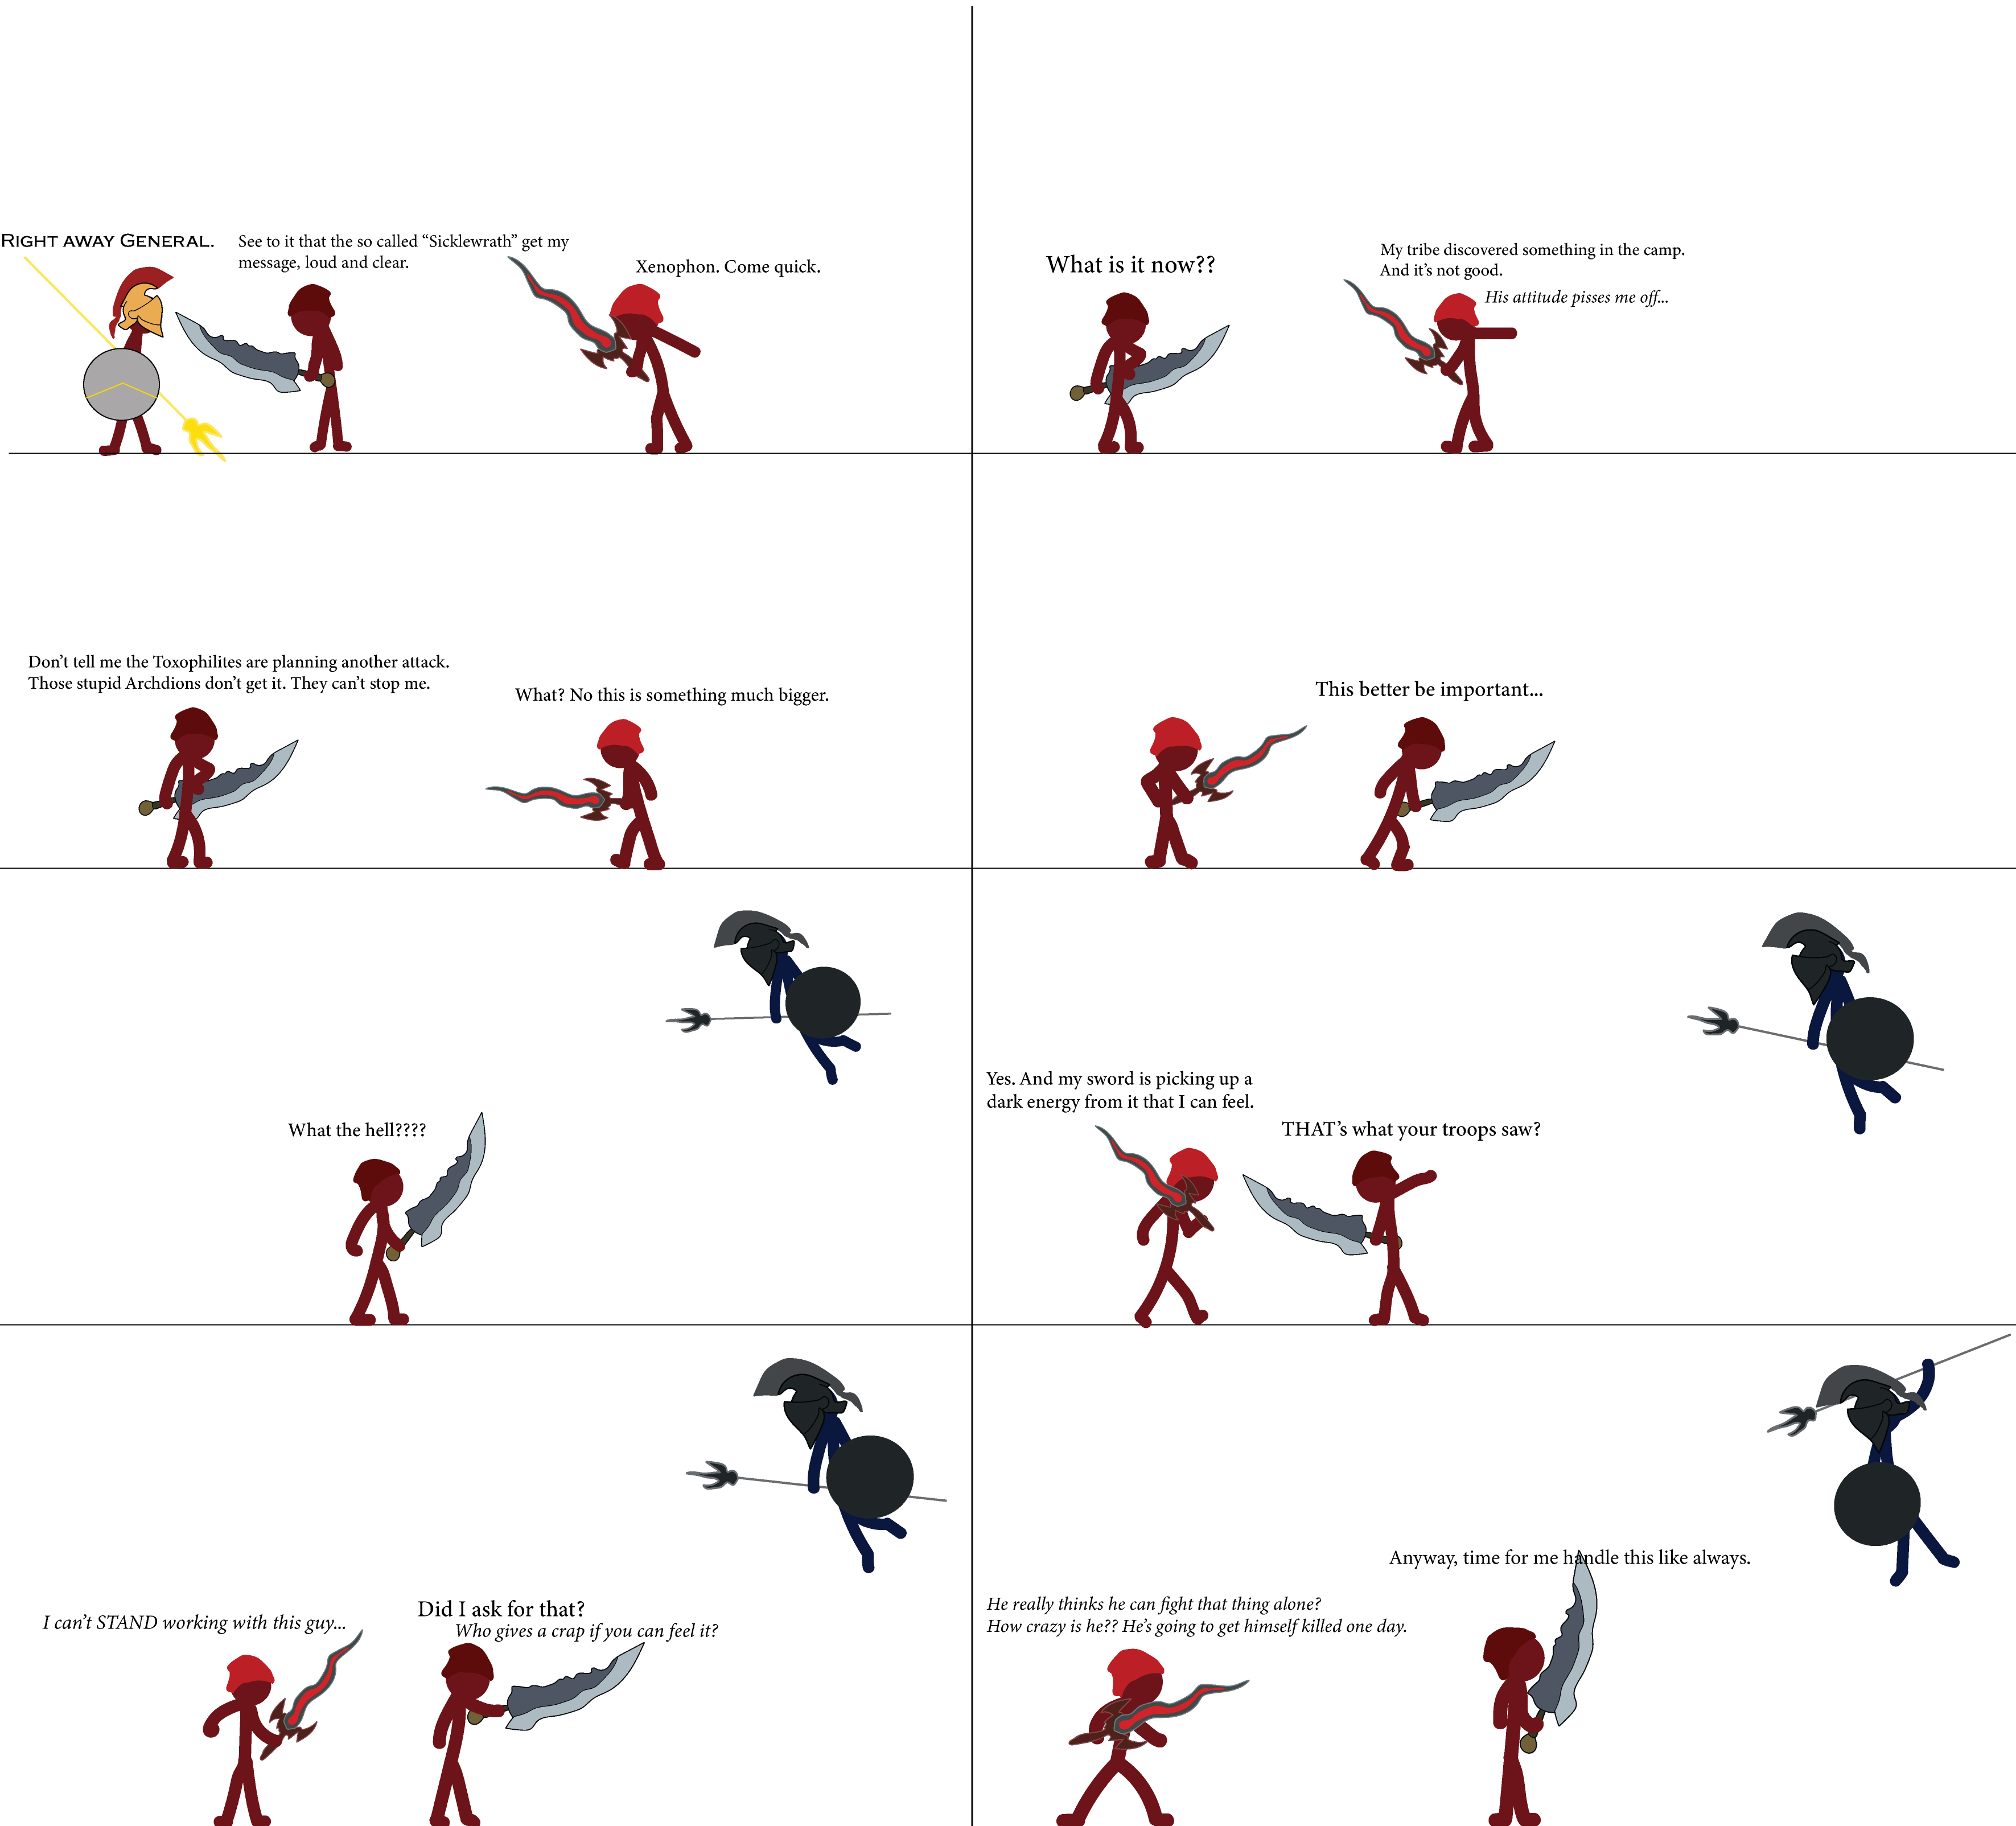 RIGHT AWAY GENERAL.
See to it that the so called “Sicklewrath” get my
message, loud and clear.
Xenophon. Come quick.
What is it now??
My tribe discovered something in the camp.
And it’s not good.
His attitude pisses me off...
Don’t tell me the Toxophilites are planning another attack.
Those stupid Archdions don’t get it. They can’t stop me.
What? No this is something much bigger.
This better be important...
What the hell????
Yes. And my sword is picking up a
dark energy from it that I can feel.
THAT’s what your troops saw?
I can’t STAND working with this guy...
Did I ask for that?
Who gives a crap if you can feel it?
He really thinks he can fight that thing alone?
How crazy is he?? He’s going to get himself killed one day.
Anyway, time for me handle this like always.